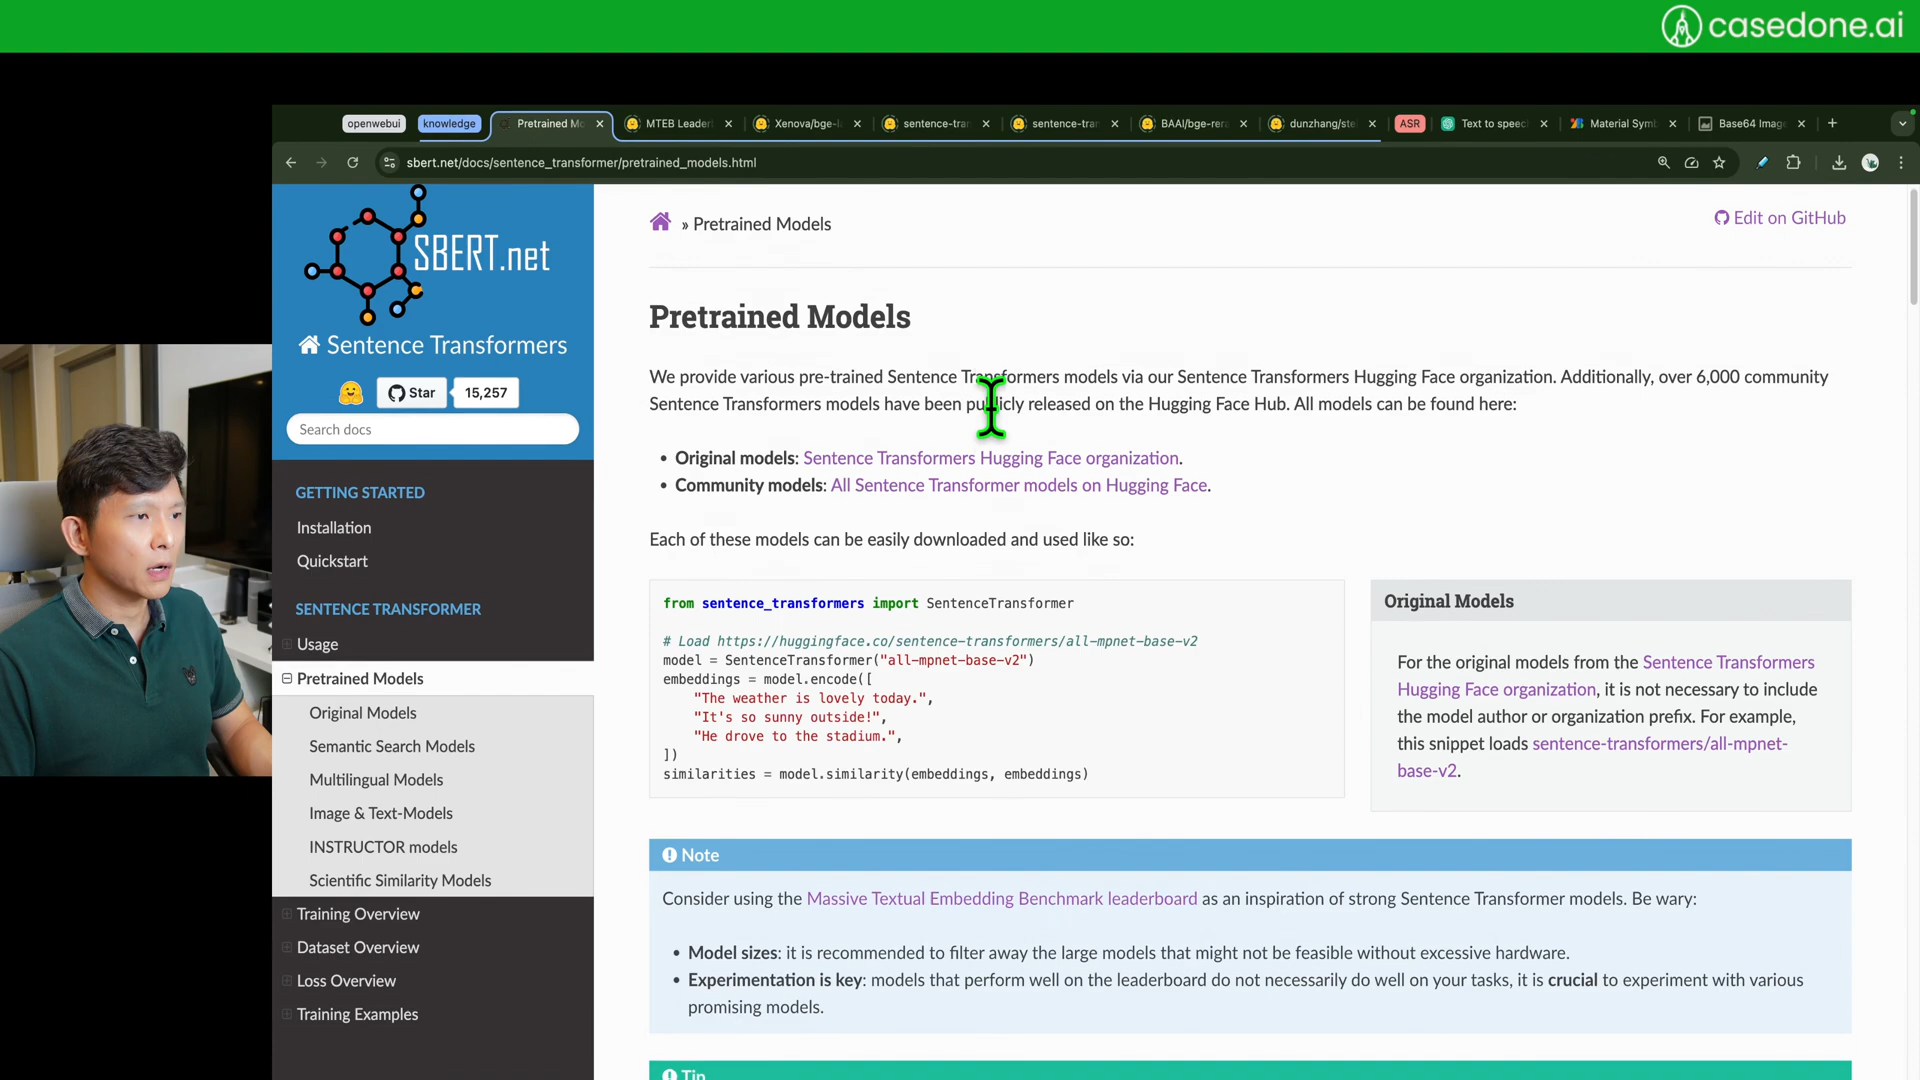 casedone.ai
openwebui
knowledge
Pretrained Mo
MTEB Leader
Xenova/bge-la
sentence-tran
sentence-tran
BAAI/bge-rera
dunzhang/ste
ASR
Text to speec
Material Symb
Base64 Image
sbert.net/docs/sentence_transformer/pretrained_models.html
SBERT.net
Sentence Transformers
Star
15,257
Search docs
GETTING STARTED
Installation
Quickstart
SENTENCE TRANSFORMER
Usage
Pretrained Models
Original Models
Semantic Search Models
Multilingual Models
Image & Text-Models
INSTRUCTOR models
Scientific Similarity Models
Training Overview
Dataset Overview
Loss Overview
Training Examples
» Pretrained Models
Edit on GitHub
Pretrained Models
We provide various pre-trained Sentence Transformers models via our Sentence Transformers Hugging Face organization. Additionally, over 6,000 community
Sentence Transformers models have been publicly released on the Hugging Face Hub. All models can be found here:
• Original models: Sentence Transformers Hugging Face organization.
• Community models: All Sentence Transformer models on Hugging Face.
Each of these models can be easily downloaded and used like so:
from sentence_transformers import SentenceTransformer
# Load https://huggingface.co/sentence-transformers/all-mpnet-base-v2
model = SentenceTransformer("all-mpnet-base-v2")
embeddings = model.encode([
"The weather is lovely today.",
"It's so sunny outside!",
"He drove to the stadium.",
])
similarities = model.similarity(embeddings, embeddings)
Original Models
For the original models from the Sentence Transformers
Hugging Face organization, it is not necessary to include
the model author or organization prefix. For example,
this snippet loads sentence-transformers/all-mpnet-
base-v2.
Note
Consider using the Massive Textual Embedding Benchmark leaderboard as an inspiration of strong Sentence Transformer models. Be wary:
• Model sizes: it is recommended to filter away the large models that might not be feasible without excessive hardware.
• Experimentation is key: models that perform well on the leaderboard do not necessarily do well on your tasks, it is crucial to experiment with various
promising models.
Tip